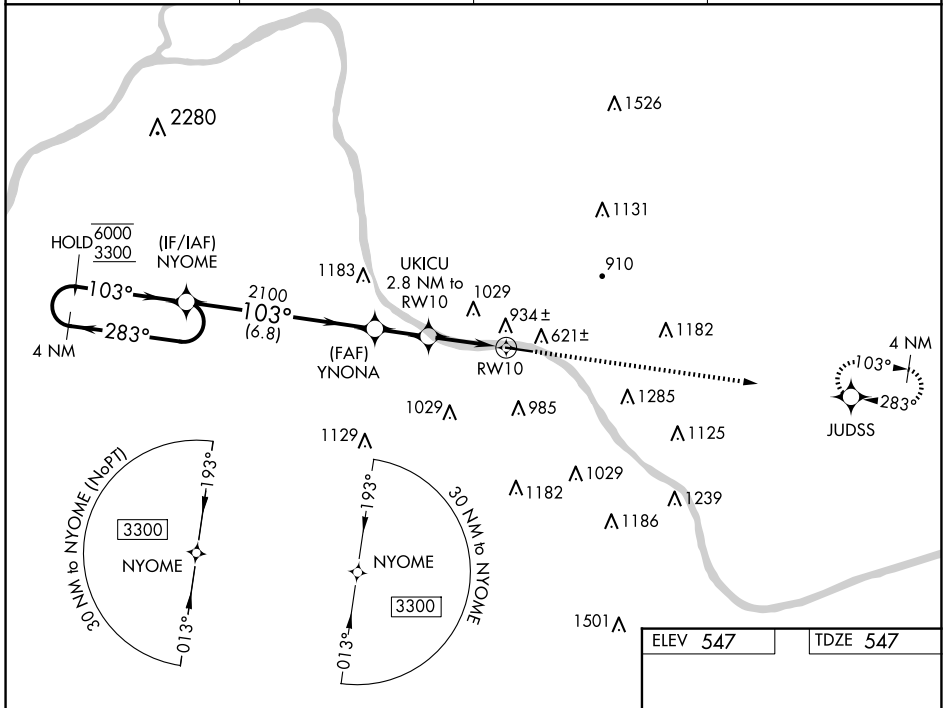 1526
2280
1131
HOLD 6000
3300
(IF/IAF)
NYOME
910
1183
UKICU
2.8 NM to
RW10
103°
2100
103°
(6.8)
1029
934±
621±
1182
283°
4 NM
4 NM
(FAF)
YNONA
RW10
103°
283°
JUDSS
1285
1029
985
1129
1125
30 NM to NYOME (NoPT)
193°
3300
NYOME
013°
193°
30 NM to NYOME
NYOME
3300
013°
1029
1182
1239
1186
1501
ELEV 547
TDZE 547